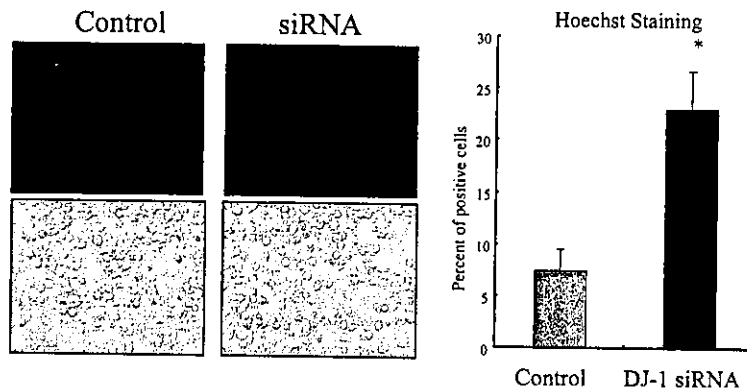 Control
siRNA
Hoechst Staining
*
Percent of positive cells
30
25
20
15
10
5
0
Control
DJ-1 siRNA